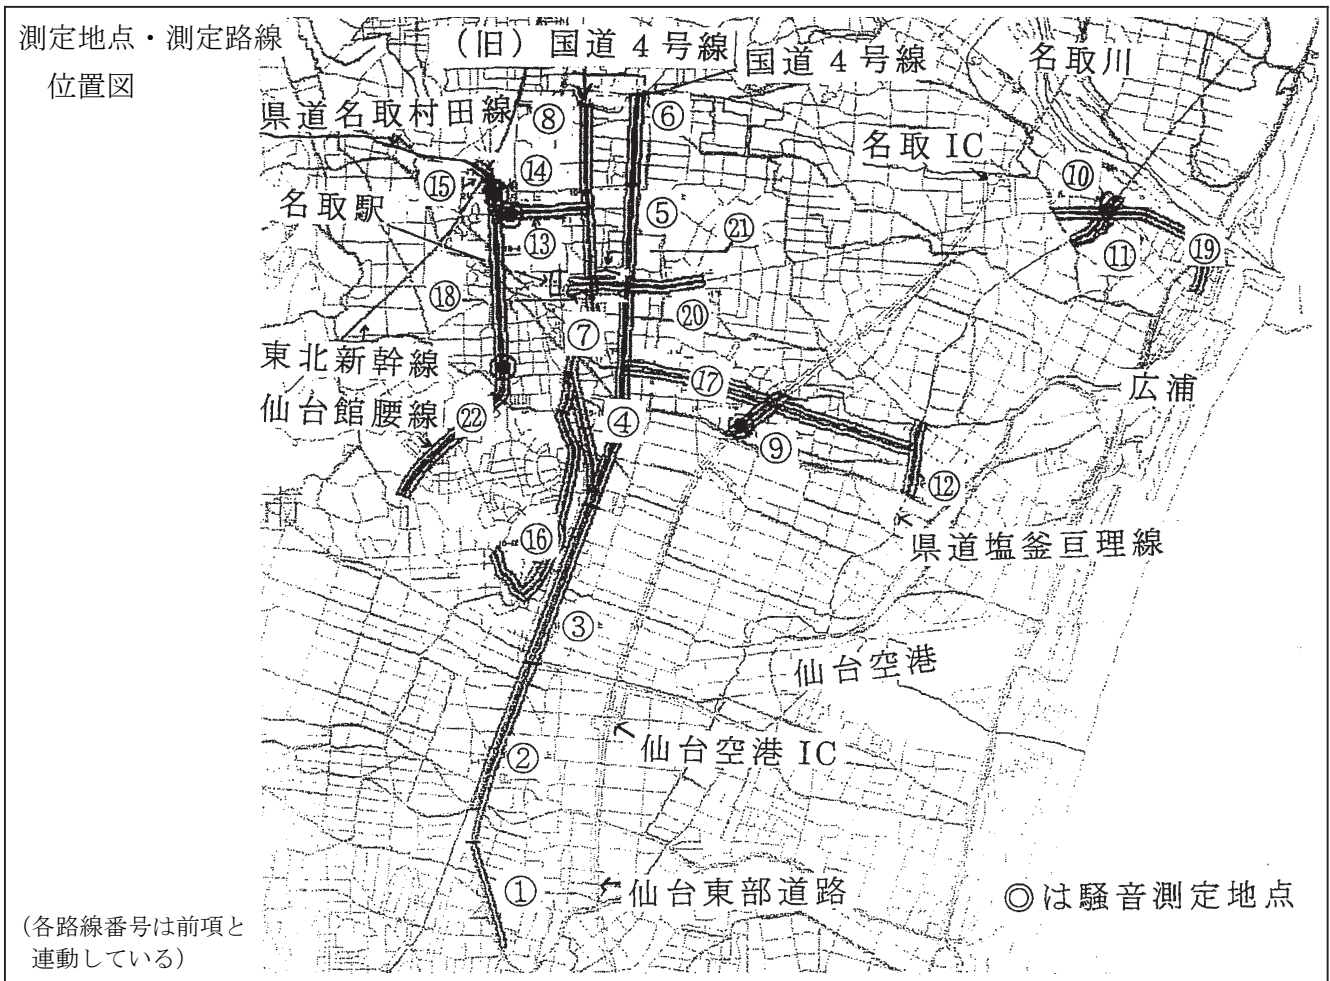 測定地点・測定路線
位置図
（旧）国道４号線
国道４号線
名取川
県道名取村田線
⑧
⑥
名取 IC
⑩
⑮
⑭
名取駅
⑤
㉑
⑬
⑪
⑲
⑱
⑳
⑦
東北新幹線
⑰
広浦
仙台館腰線
㉒
④
⑨
⑫
⑯
県道塩釜亘理線
③
仙台空港
②
仙台空港 IC
①
仙台東部道路
◎は騒音測定地点
（各路線番号は前項と
連動している）